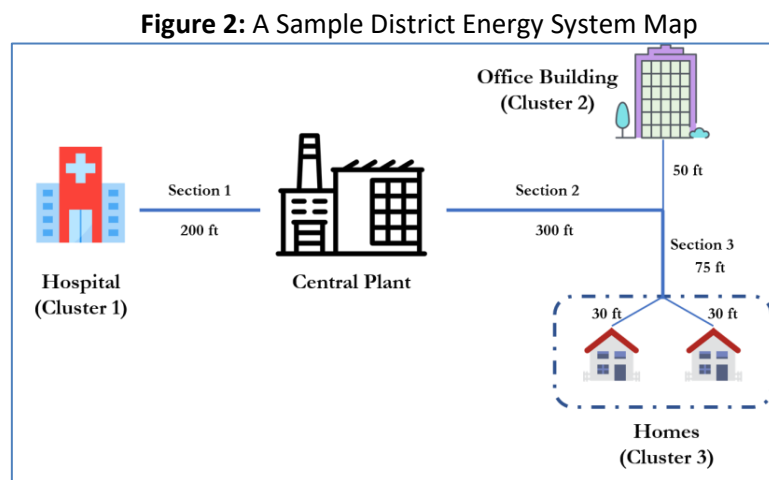 Figure 2: A Sample District Energy System Map
Office Building
(Cluster 2)
50 ft
Section 1
200 ft
Section 2
300 ft
Section 3
75 ft
Hospital
(Cluster 1)
Central Plant
30 ft
30 ft
Homes
(Cluster 3)